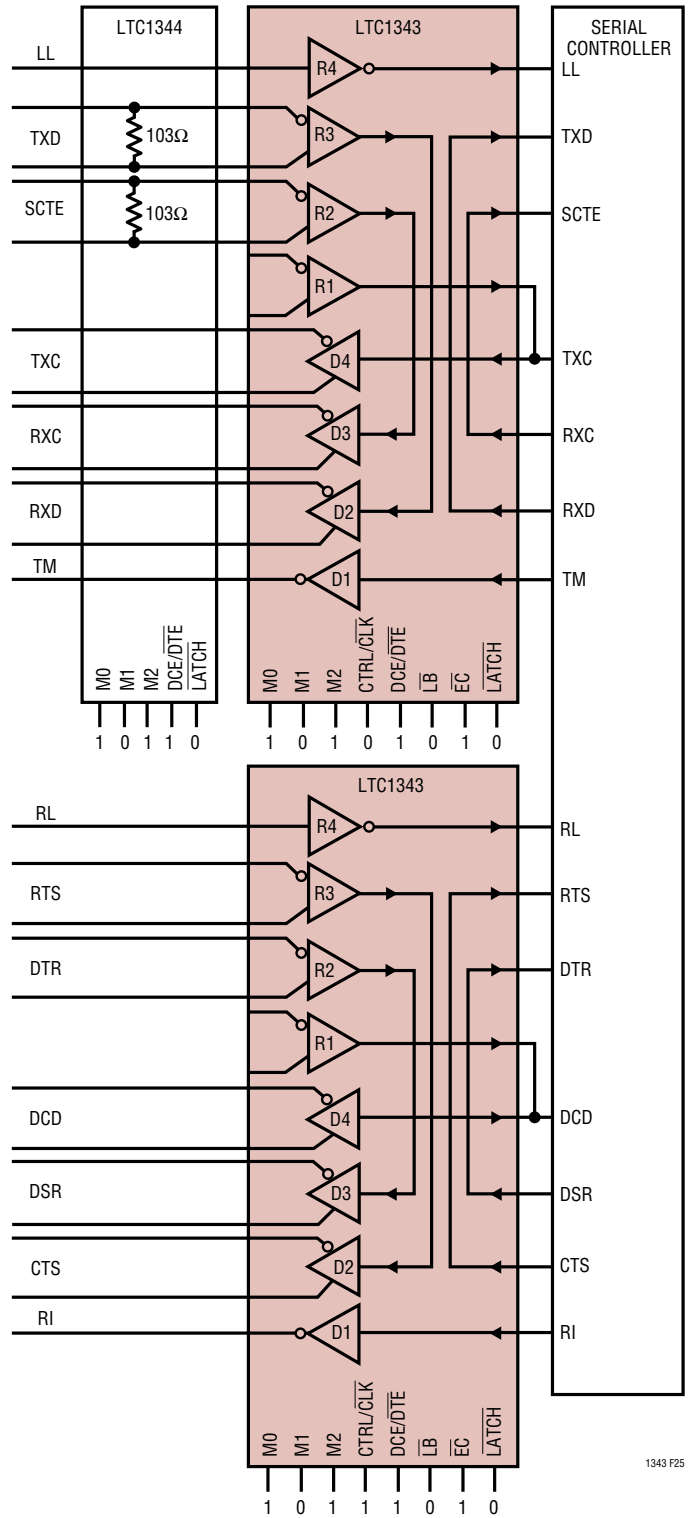 LTC1344
LTC1343
SERIAL
CONTROLLER
LL
R4
LL
TXD
103Ω
R3
TXD
SCTE
103Ω
R2
SCTE
R1
TXC
D4
TXC
RXC
D3
RXC
RXD
D2
RXD
TM
D1
TM
M0
M1
M2
DCE/DTE
LATCH
M0
M1
M2
CTRL/CLK
DCE/DTE
LB
EC
LATCH
1 0 1 1 0
1 0 1 0 1 0 1 0
LTC1343
RL
R4
RL
RTS
R3
RTS
DTR
R2
DTR
R1
DCD
D4
DCD
DSR
D3
DSR
CTS
D2
CTS
RI
D1
RI
M0
M1
M2
CTRL/CLK
DCE/DTE
LB
EC
LATCH
1 0 1 1 1 0 1 0
1343 F25